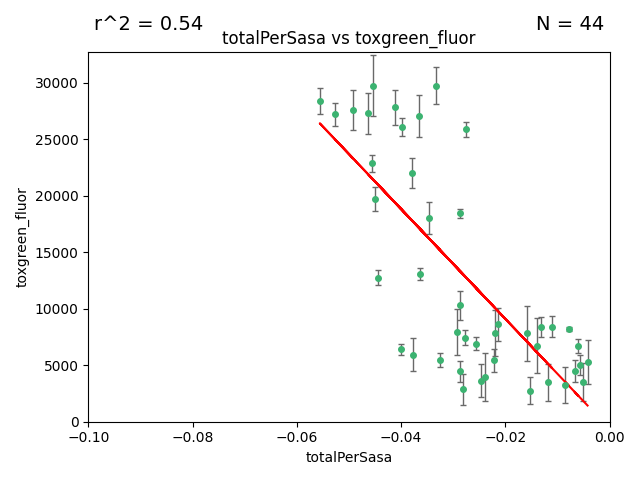 r^2 = 0.54
N = 44
totalPerSasa vs toxgreen_fluor
30000
25000
20000
15000
10000
5000
0
toxgreen_fluor
−0.10
−0.08
−0.06
−0.04
−0.02
0.00
totalPerSasa